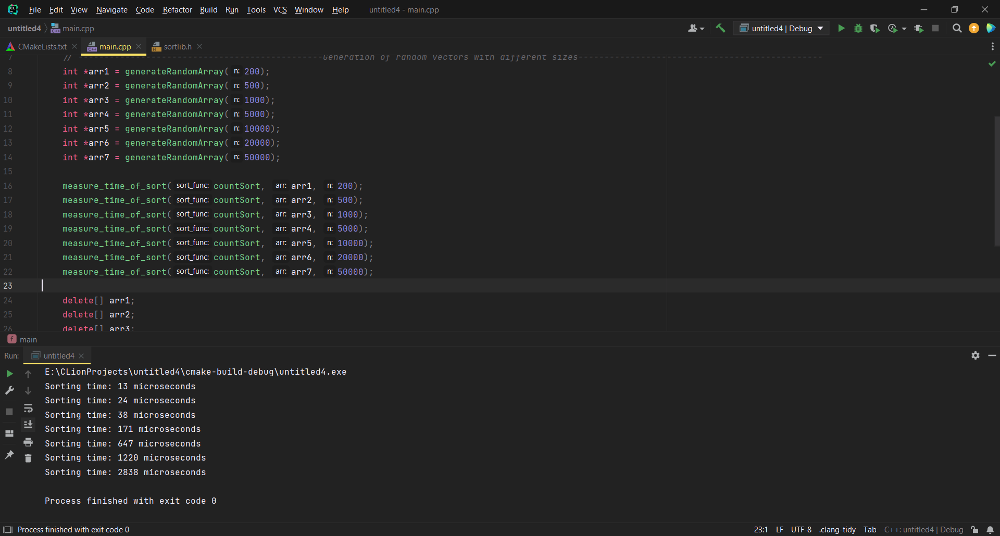 File Edit View Navigate Code Refactor Build Run Tools VCS Window Help untitled4 - main.cpp
untitled4 main.cpp untitled4 | Debug
CMakeLists.txt main.cpp sortlib.h
7 // -----------------------------------------------Generation of random vectors with different sizes-----------------------------------------------
8 int *arr1 = generateRandomArray( n: 200);
9 int *arr2 = generateRandomArray( n: 500);
10 int *arr3 = generateRandomArray( n: 1000);
11 int *arr4 = generateRandomArray( n: 5000);
12 int *arr5 = generateRandomArray( n: 10000);
13 int *arr6 = generateRandomArray( n: 20000);
14 int *arr7 = generateRandomArray( n: 50000);
15
16 measure_time_of_sort( sort_func: countSort, arr: arr1, n: 200);
17 measure_time_of_sort( sort_func: countSort, arr: arr2, n: 500);
18 measure_time_of_sort( sort_func: countSort, arr: arr3, n: 1000);
19 measure_time_of_sort( sort_func: countSort, arr: arr4, n: 5000);
20 measure_time_of_sort( sort_func: countSort, arr: arr5, n: 10000);
21 measure_time_of_sort( sort_func: countSort, arr: arr6, n: 20000);
22 measure_time_of_sort( sort_func: countSort, arr: arr7, n: 50000);
23
24 delete[] arr1;
25 delete[] arr2;
26 delete[] arr3;
f main
Run: untitled4
E:\CLionProjects\untitled4\cmake-build-debug\untitled4.exe
Sorting time: 13 microseconds
Sorting time: 24 microseconds
Sorting time: 38 microseconds
Sorting time: 171 microseconds
Sorting time: 647 microseconds
Sorting time: 1220 microseconds
Sorting time: 2838 microseconds
Process finished with exit code 0
Process finished with exit code 0 23:1 LF UTF-8 .clang-tidy Tab C++: untitled4 | Debug